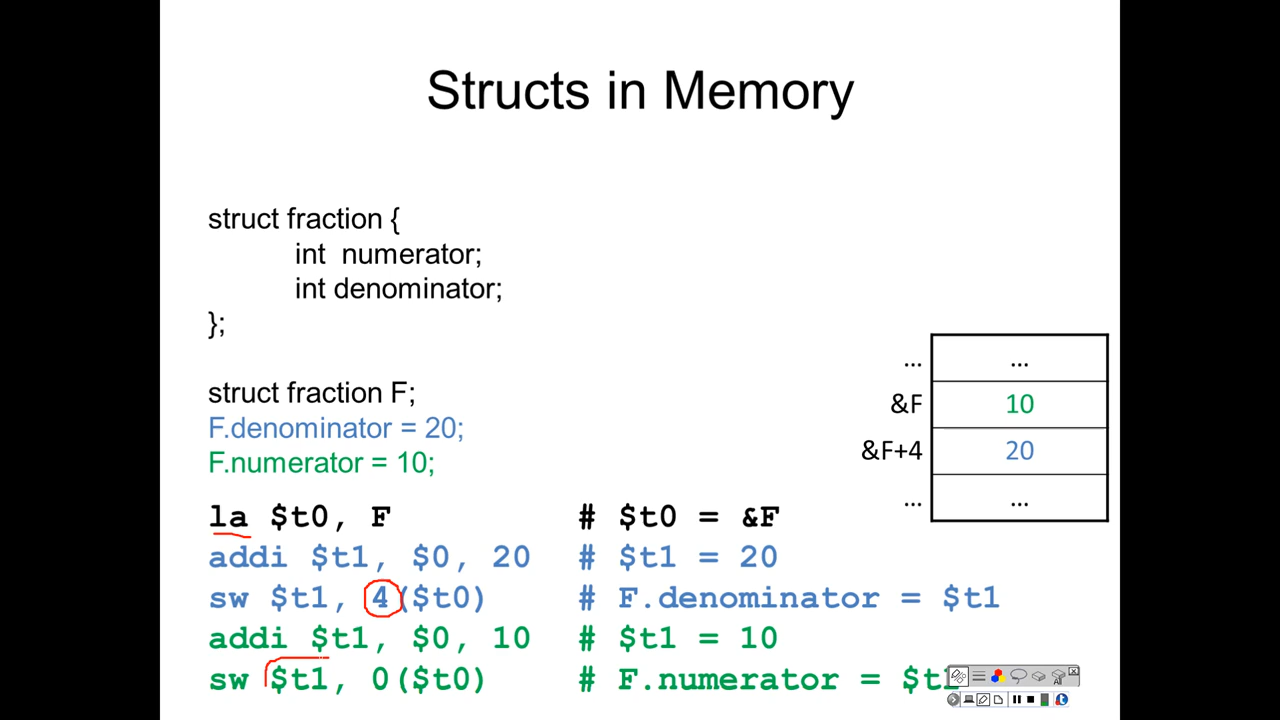 Structs in Memory
struct fraction {
int numerator;
int denominator;
};
struct fraction F;
F.denominator = 20;
F.numerator = 10;
... ...
&F 10
&F+4 20
... ...
la $t0, F # $t0 = &F
addi $t1, $0, 20 # $t1 = 20
sw $t1, 4($t0) # F.denominator = $t1
addi $t1, $0, 10 # $t1 = 10
sw $t1, 0($t0) # F.numerator = $t1